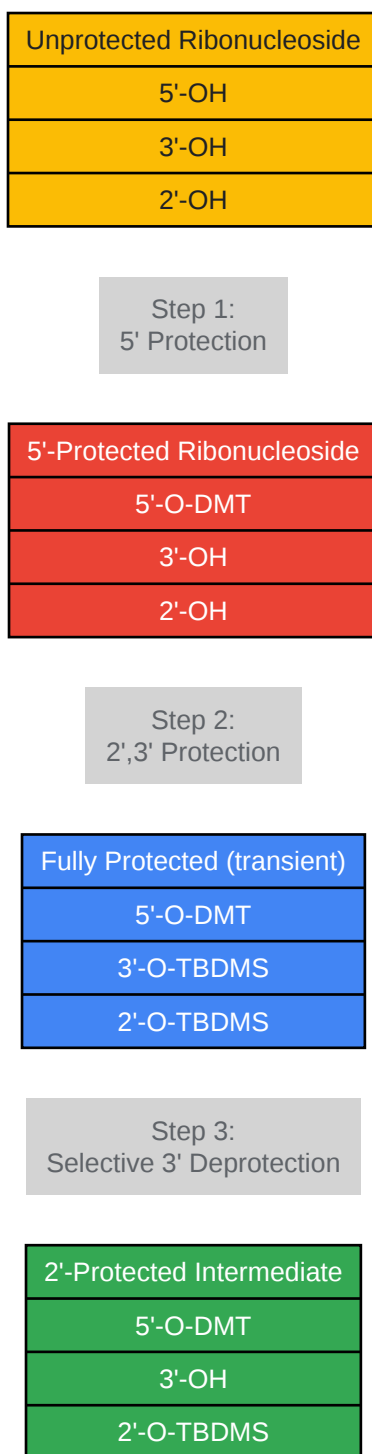 Unprotected Ribonucleoside
5'-OH
3'-OH
2'-OH
Step 1:
5' Protection
5'-Protected Ribonucleoside
5'-O-DMT
3'-OH
2'-OH
Step 2:
2',3' Protection
Fully Protected (transient)
5'-O-DMT
3'-O-TBDMS
2'-O-TBDMS
Step 3:
Selective 3' Deprotection
2'-Protected Intermediate
5'-O-DMT
3'-OH
2'-O-TBDMS